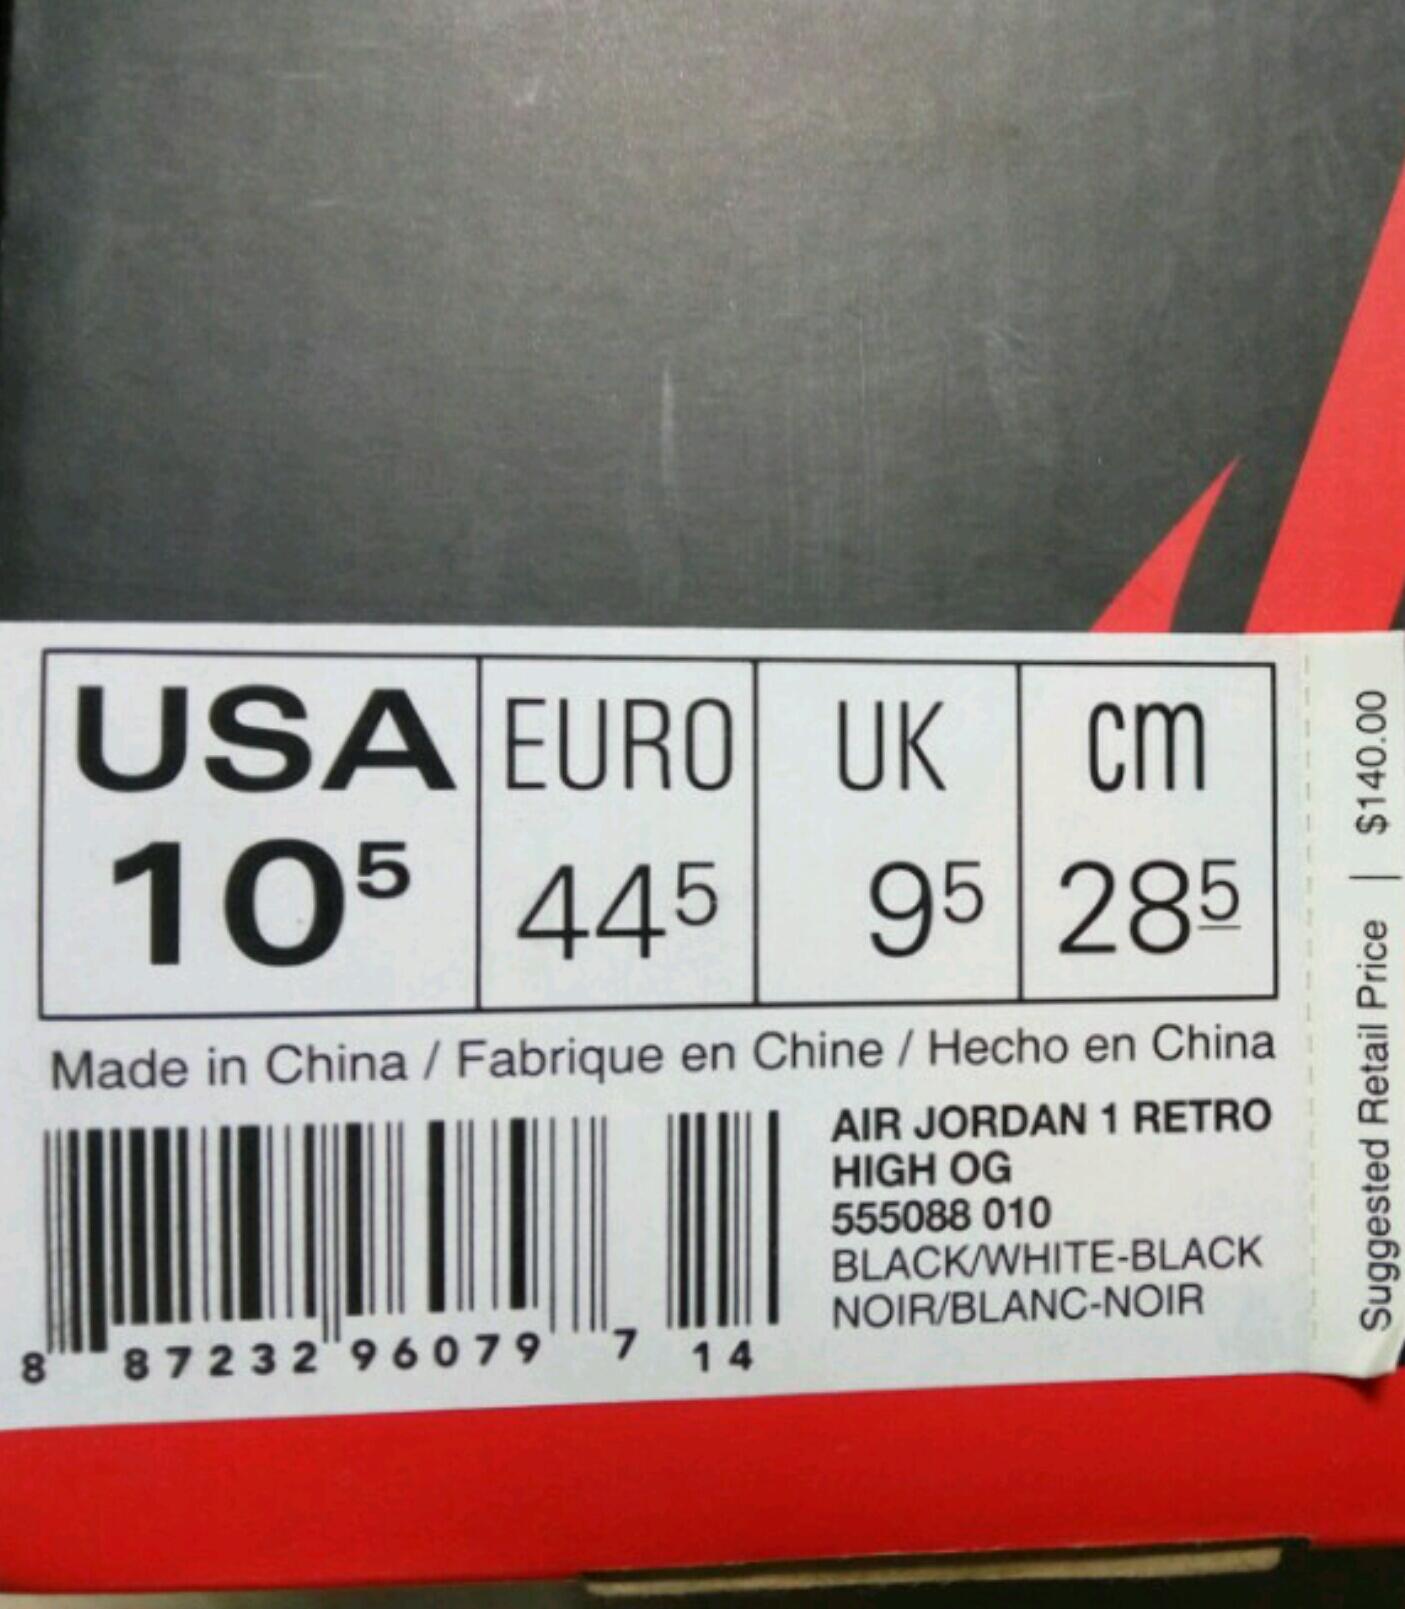 USA EURO UK cm
10⁵ 44⁵ 9⁵ 28⁵
Made in China / Fabrique en Chine / Hecho en China
AIR JORDAN 1 RETRO
HIGH OG
555088 010
BLACK/WHITE-BLACK
NOIR/BLANC-NOIR
8 87232 96079 7 14
Suggested Retail Price | $140.00